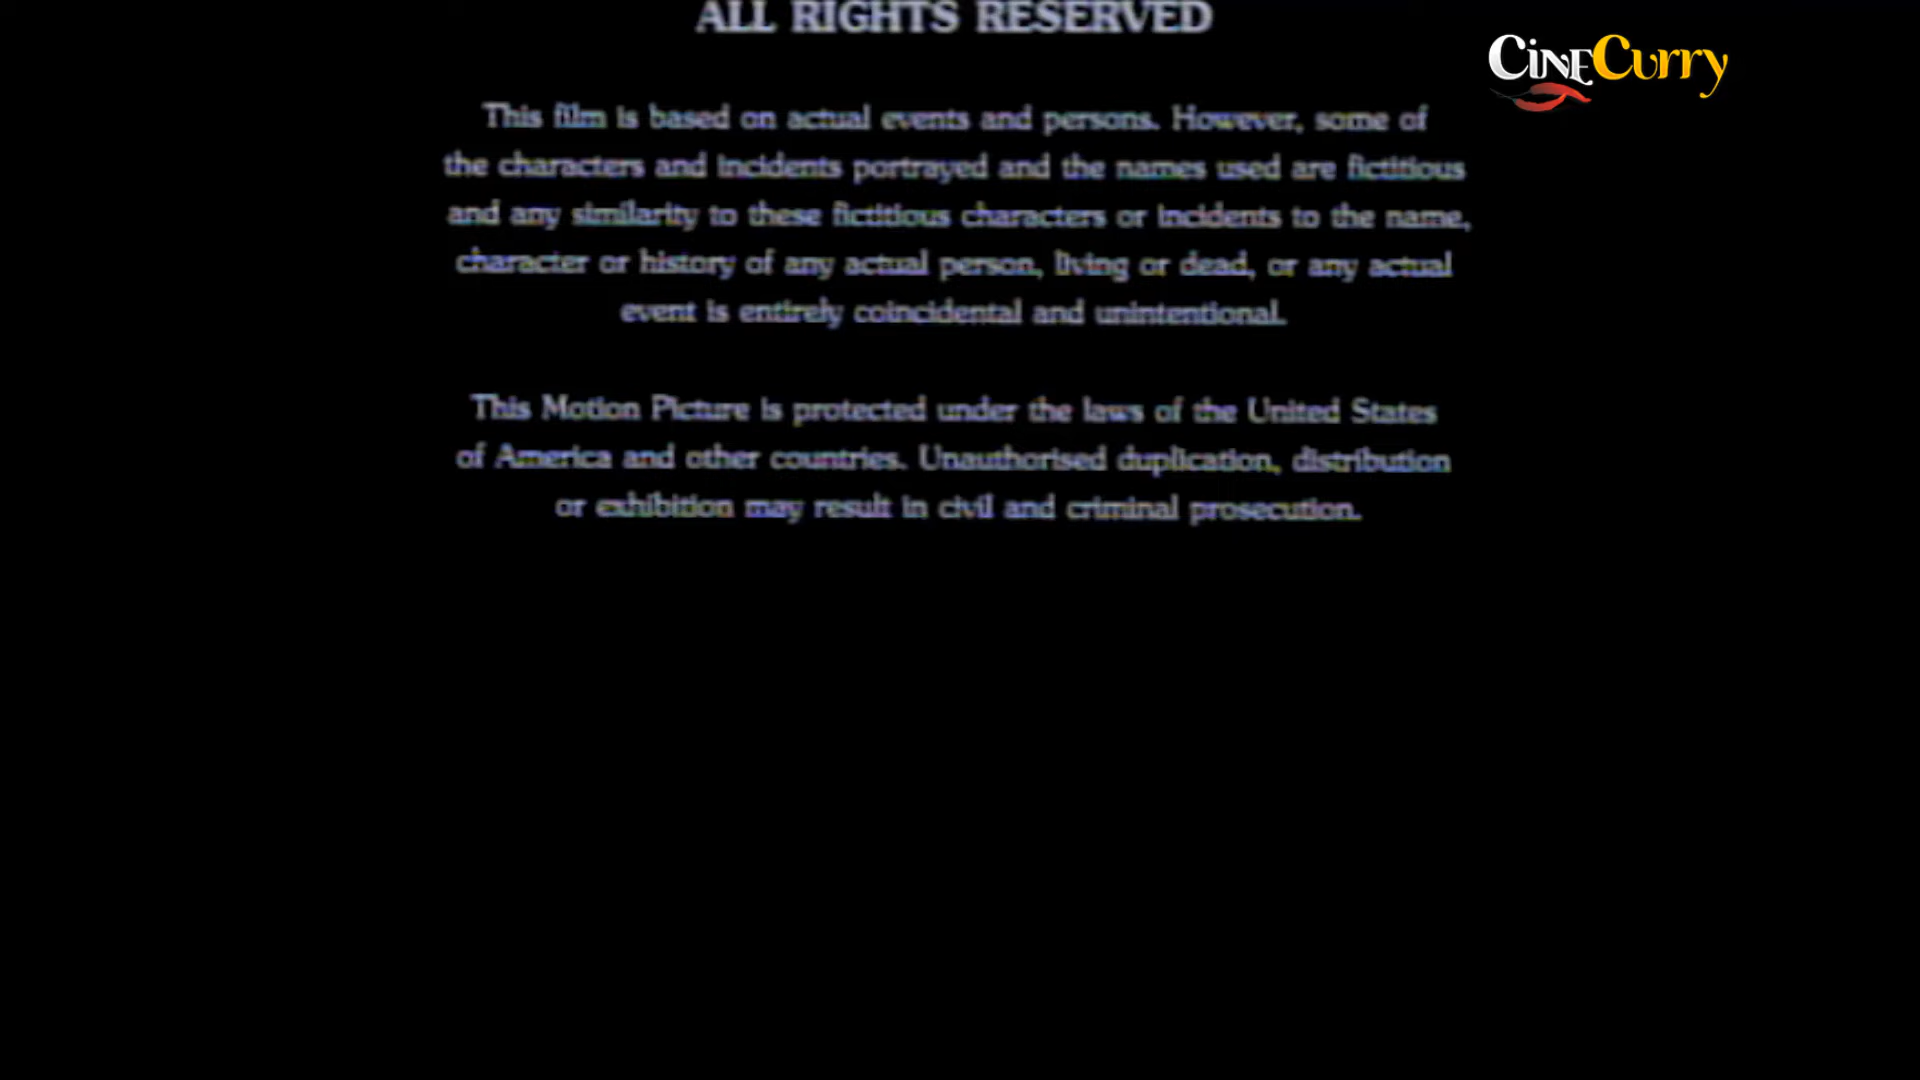 ALL RIGHTS RESERVED
CineCurry
This film is based on actual events and persons. However, some of
the characters and incidents portrayed and the names used are fictitious
and any similarity to these fictitious characters or incidents to the name,
character or history of any actual person, living or dead, or any actual
event is entirely coincidental and unintentional.
This Motion Picture is protected under the laws of the United States
of America and other countries. Unauthorised duplication, distribution
or exhibition may result in civil and criminal prosecution.